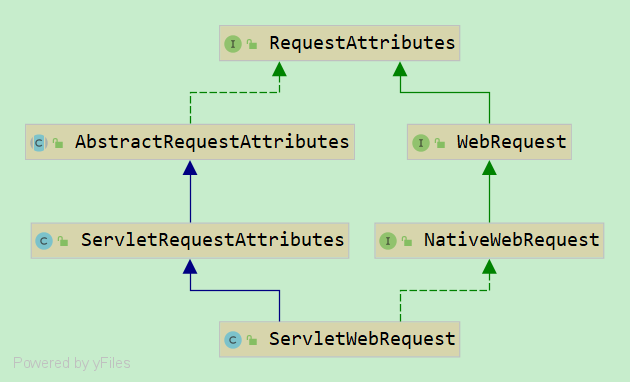 I RequestAttributes
C AbstractRequestAttributes
I WebRequest
C ServletRequestAttributes
I NativeWebRequest
C ServletWebRequest
Powered by yFiles